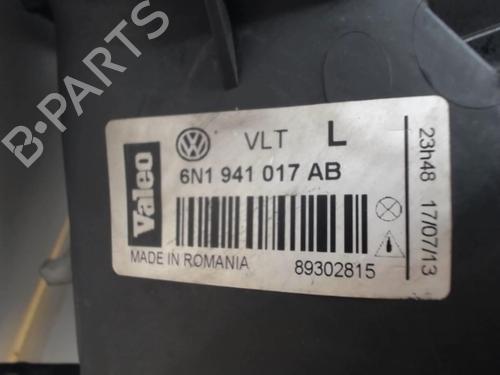 B-PARTS
Valeo
VLT L
6N1 941 017 AB
MADE IN ROMANIA
89302815
23h48 17/07/13